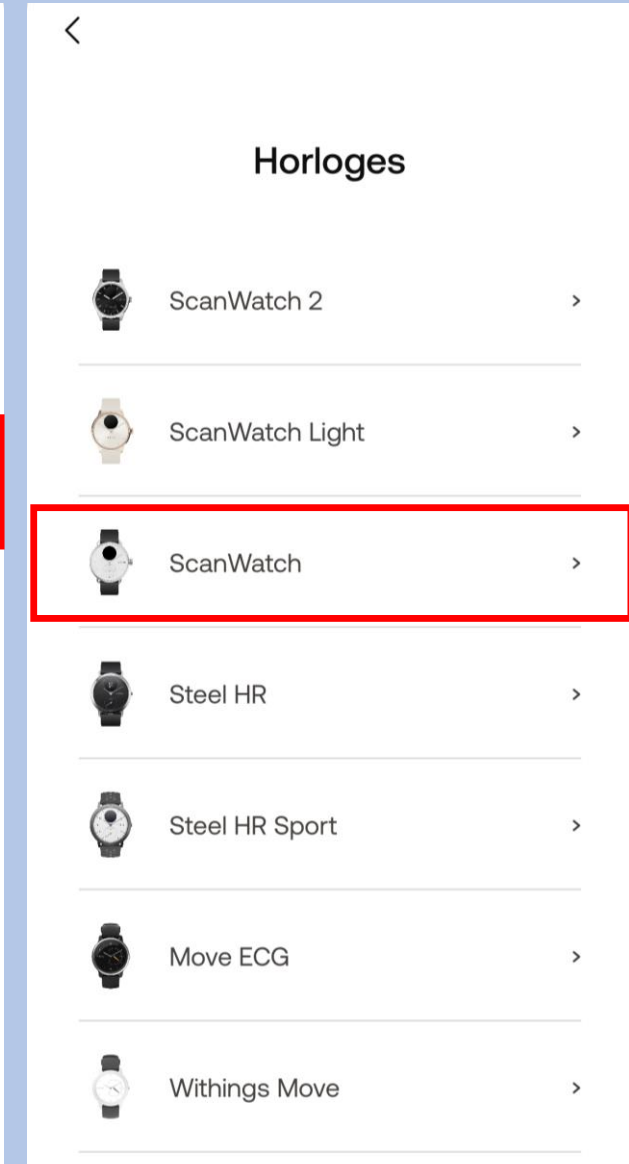 Horloges
ScanWatch 2
ScanWatch Light
ScanWatch
Steel HR
Steel HR Sport
Move ECG
Withings Move